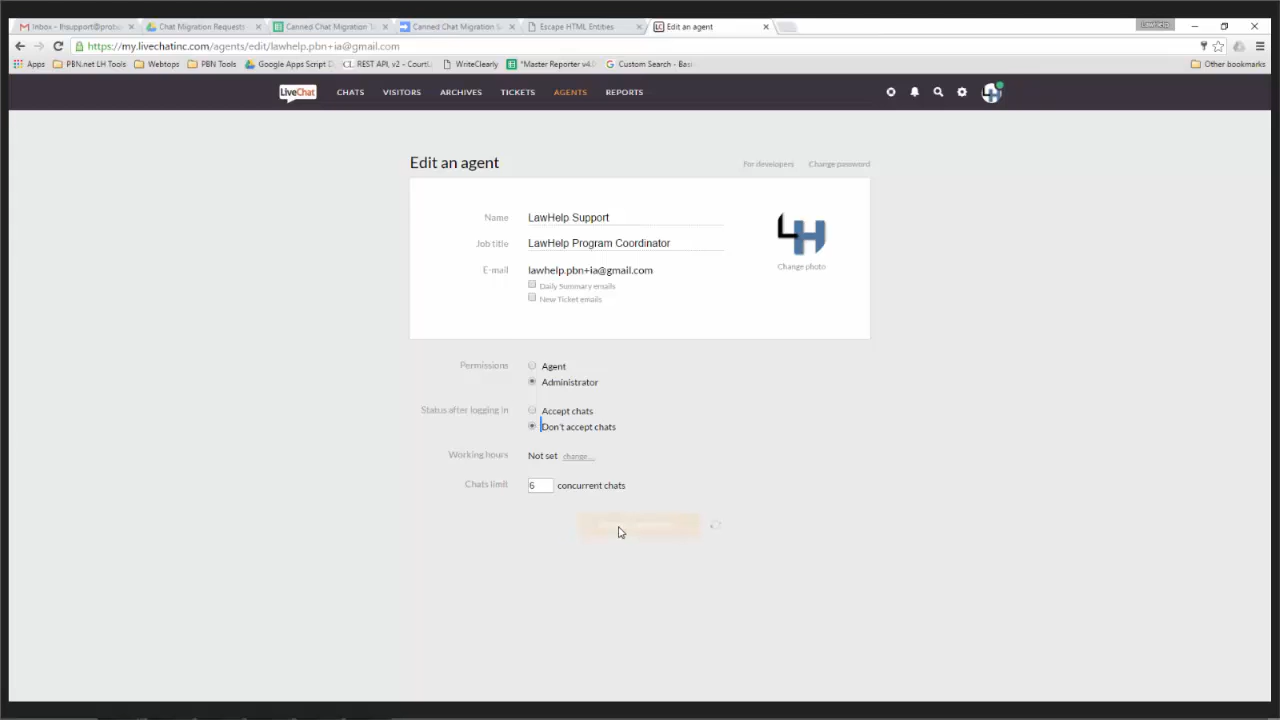 Inbox - lhsupport@prob
Chat Migration Requests
Canned Chat Migration T
Canned Chat Migration S
Escape HTML Entities
Edit an agent
LawHelp
https://my.livechatinc.com/agents/edit/lawhelp.pbn+ia@gmail.com
Apps PBN.net LH Tools Webtops PBN Tools Google Apps Script D REST API, v2 - CourtL WriteClearly *Master Reporter v4. Custom Search - Basi Other bookmarks
LiveChat CHATS VISITORS ARCHIVES TICKETS AGENTS REPORTS
Edit an agent
For developers Change password
Name LawHelp Support
Job title LawHelp Program Coordinator
E-mail lawhelp.pbn+ia@gmail.com
Change photo
Daily Summary emails
New Ticket emails
Permissions Agent
Administrator
Status after logging in Accept chats
Don't accept chats
Working hours Not set change...
Chats limit 6 concurrent chats